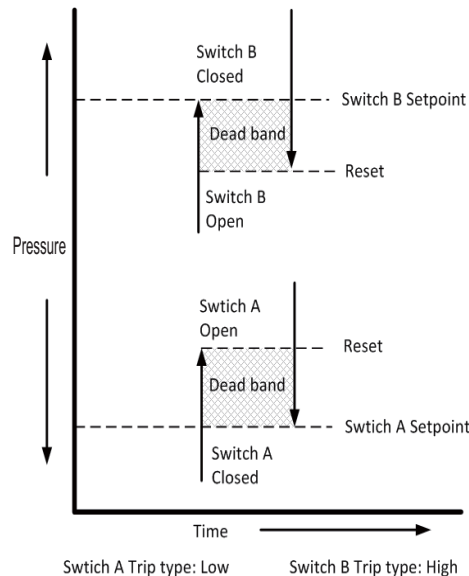 Switch B
Closed
Switch B Setpoint
Dead band
Reset
Switch B
Open
Pressure
Swtich A
Open
Reset
Dead band
Swtich A Setpoint
Switch A
Closed
Time
Swtich A Trip type: Low
Switch B Trip type: High